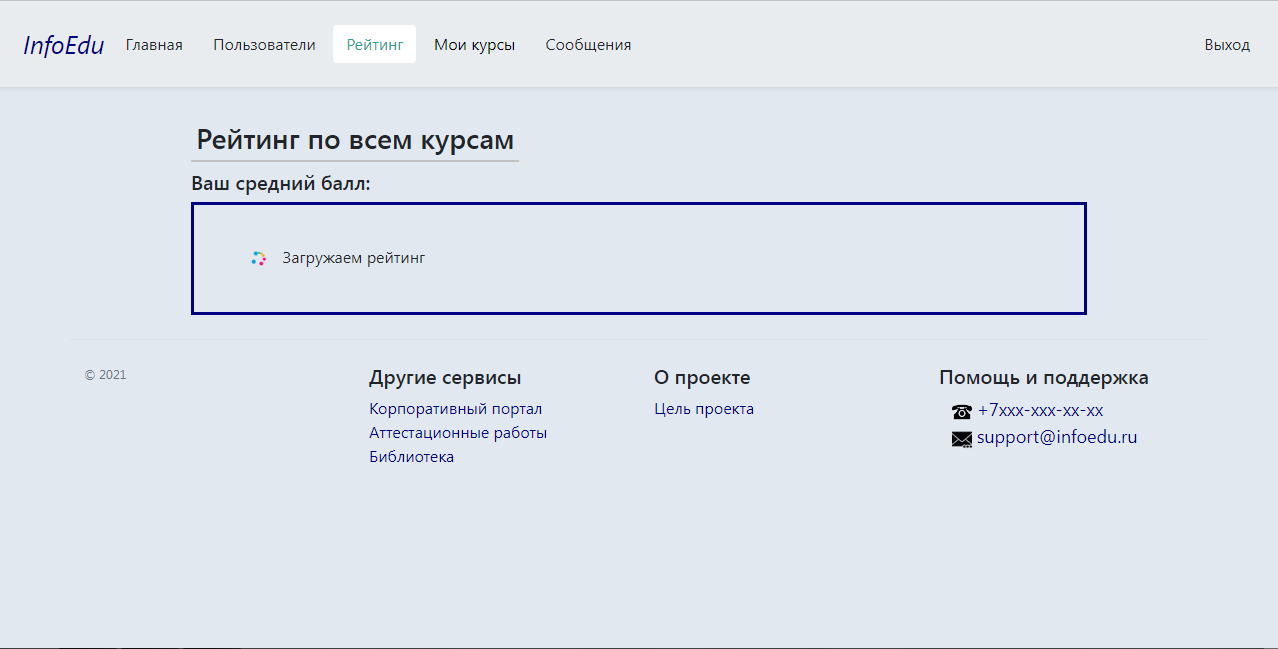 InfoEdu Главная Пользователи Рейтинг Мои курсы Сообщения Выход
Рейтинг по всем курсам
Ваш средний балл:
Загружаем рейтинг
© 2021
Другие сервисы
Корпоративный портал
Аттестационные работы
Библиотека
О проекте
Цель проекта
Помощь и поддержка
+7xxx-xxx-xx-xx
support@infoedu.ru